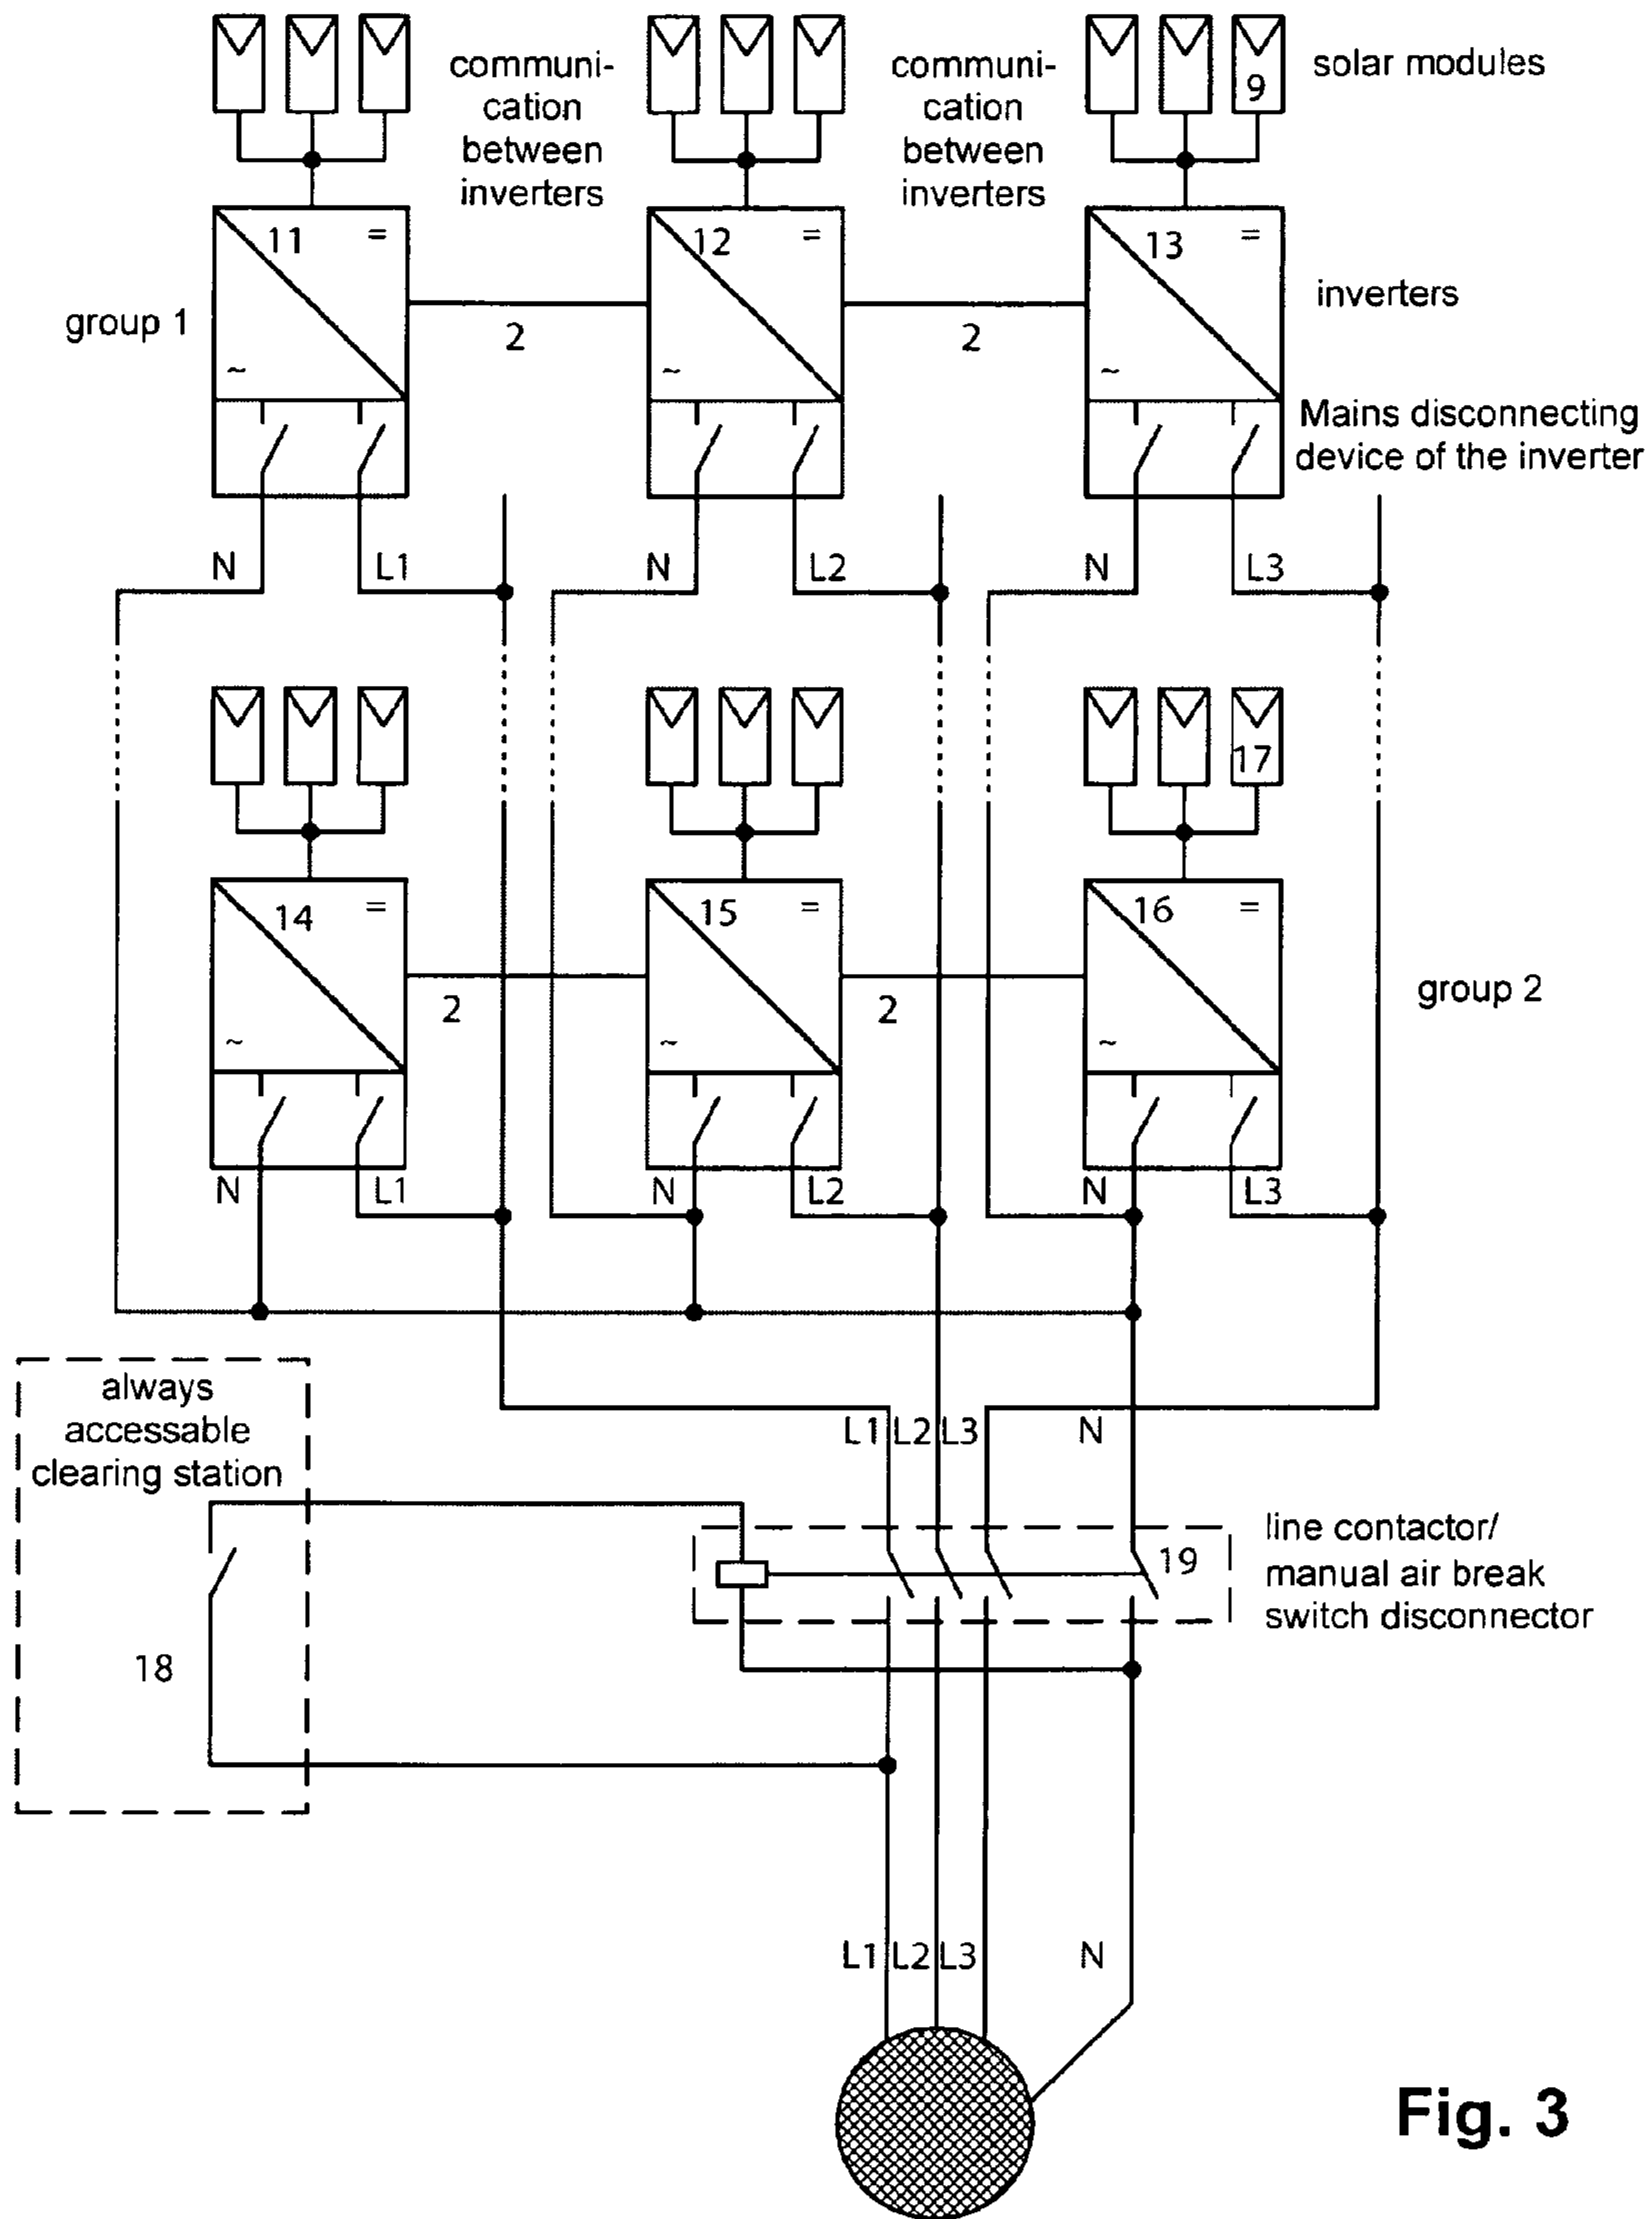 communi-
cation
between
inverters
communi-
cation
between
inverters
solar modules
9
11 =
12 =
13 =
group 1
2
2
inverters
~
~
~
Mains disconnecting
device of the inverter
N L1 N L2 N L3
17
14 =
15 =
16 =
2
2
group 2
~
~
~
N L1 N L2 N L3
always
accessable
clearing station
L1 L2 L3 N
18
19
line contactor/
manual air break
switch disconnector
L1 L2 L3 N
Fig. 3